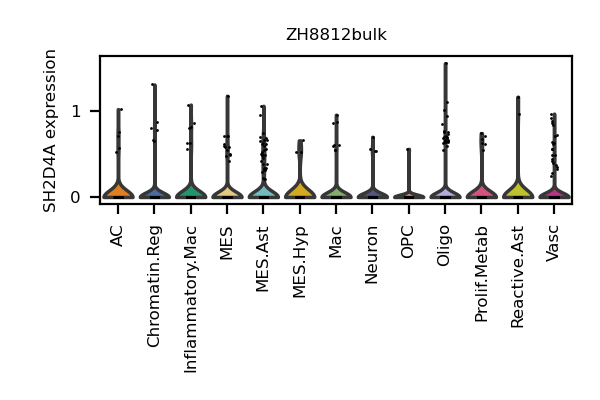 ZH8812bulk
SH2D4A expression
1
0
AC
Chromatin.Reg
Inflammatory.Mac
MES
MES.Ast
MES.Hyp
Mac
Neuron
OPC
Oligo
Prolif.Metab
Reactive.Ast
Vasc